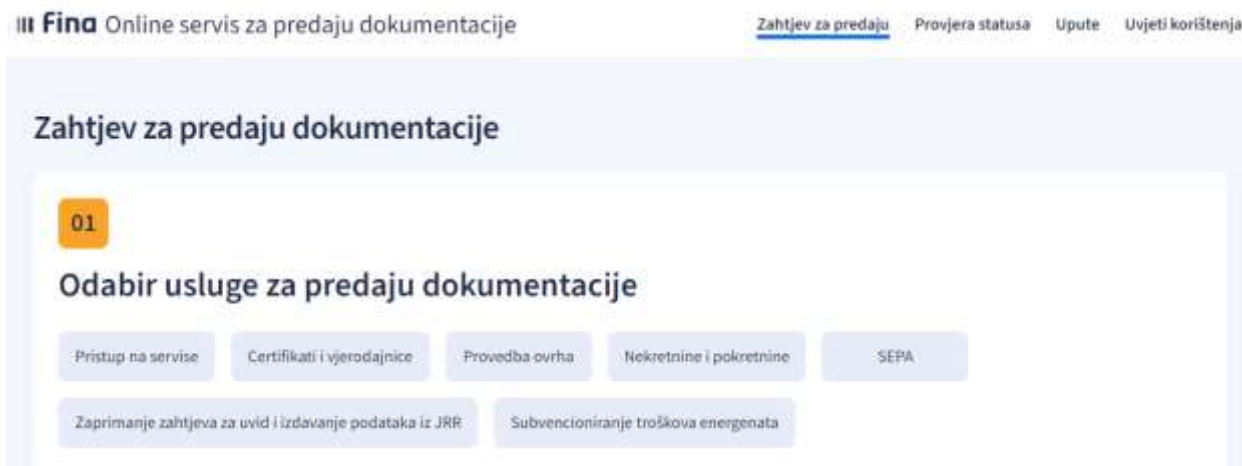 Fina Online servis za predaju dokumentacije Zahtjev za predaju Provjera statusa Upute Uvjeti korištenja
Zahtjev za predaju dokumentacije
01
Odabir usluge za predaju dokumentacije
Pristup na servise Certifikati i vjerodajnice Provedba ovrha Nekretnine i pokretnine SEPA
Zaprimanje zahtjeva za uvid i izdavanje podataka iz JRR Subvencioniranje troškova energenata